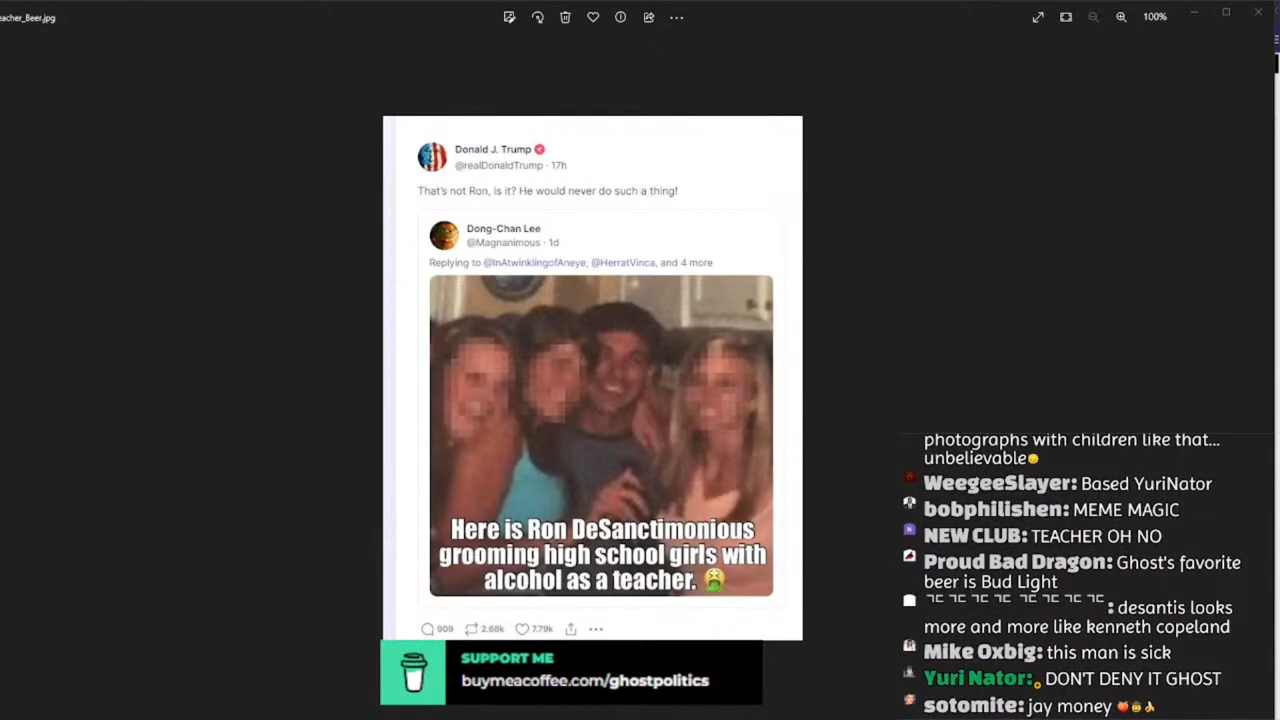 eacher_Beer.jpg
100%
Donald J. Trump
@realDonaldTrump · 17h
That's not Ron, is it? He would never do such a thing!
Dong-Chan Lee
@Magnanimous · 1d
Replying to @InAtwinklingofAneye, @HerratVinca, and 4 more
Here is Ron DeSanctimonious
grooming high school girls with
alcohol as a teacher. 🤮
909 2.68k 7.79k
SUPPORT ME
buymeacoffee.com/ghostpolitics
photographs with children like that...
unbelievable😔
WeegeeSlayer: Based YuriNator
bobphilishen: MEME MAGIC
NEW CLUB: TEACHER OH NO
Proud Bad Dragon: Ghost's favorite
beer is Bud Light
: desantis looks
more and more like kenneth copeland
Mike Oxbig: this man is sick
Yuri Nator: DON'T DENY IT GHOST
sotomite: jay money